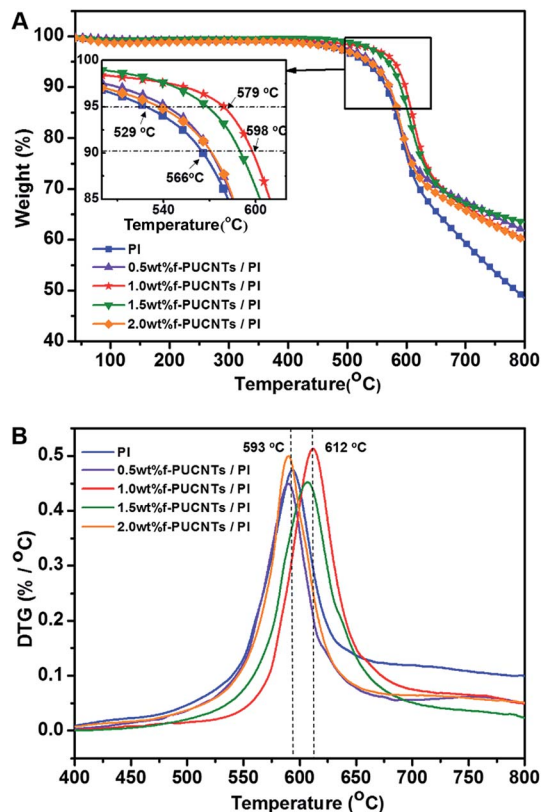 A
100
90
80
70
60
50
40
Weight (%)
100
95
90
85
529 °C
579 °C
598 °C
566°C
540
600
Temperature(°C)
PI
0.5wt%f-PUCNTs / PI
1.0wt%f-PUCNTs / PI
1.5wt%f-PUCNTs / PI
2.0wt%f-PUCNTs / PI
100 200 300 400 500 600 700 800
Temperature(°C)
B
593 °C
612 °C
PI
0.5wt%f-PUCNTs / PI
1.0wt%f-PUCNTs / PI
1.5wt%f-PUCNTs / PI
2.0wt%f-PUCNTs / PI
0.5
0.4
0.3
0.2
0.1
0.0
DTG (% / °C)
400 450 500 550 600 650 700 750 800
Temperature (°C)